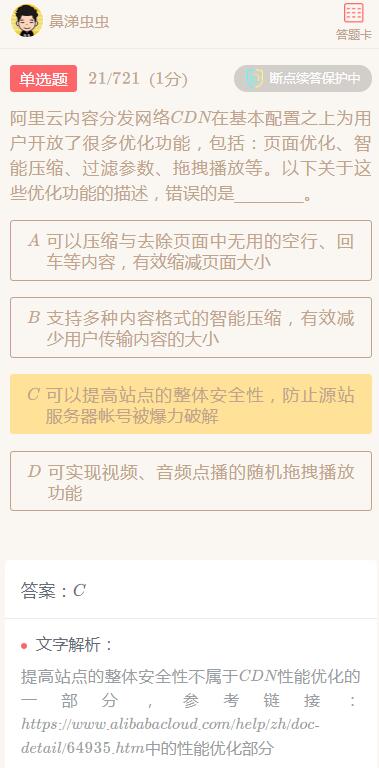 鼻涕虫虫
答题卡
单选题 21/721 (1分) 断点续答保护中
阿里云内容分发网络CDN在基本配置之上为用
户开放了很多优化功能，包括：页面优化、智
能压缩、过滤参数、拖拽播放等。以下关于这
些优化功能的描述，错误的是________。
A 可以压缩与去除页面中无用的空行、回
车等内容，有效缩减页面大小
B 支持多种内容格式的智能压缩，有效减
少用户传输内容的大小
C 可以提高站点的整体安全性，防止源站
服务器帐号被爆力破解
D 可实现视频、音频点播的随机拖拽播放
功能
答案：C
文字解析：
提高站点的整体安全性不属于CDN性能优化的
一部分，参考链接：
https://www.alibabacloud.com/help/zh/doc-
detail/64935.htm中的性能优化部分